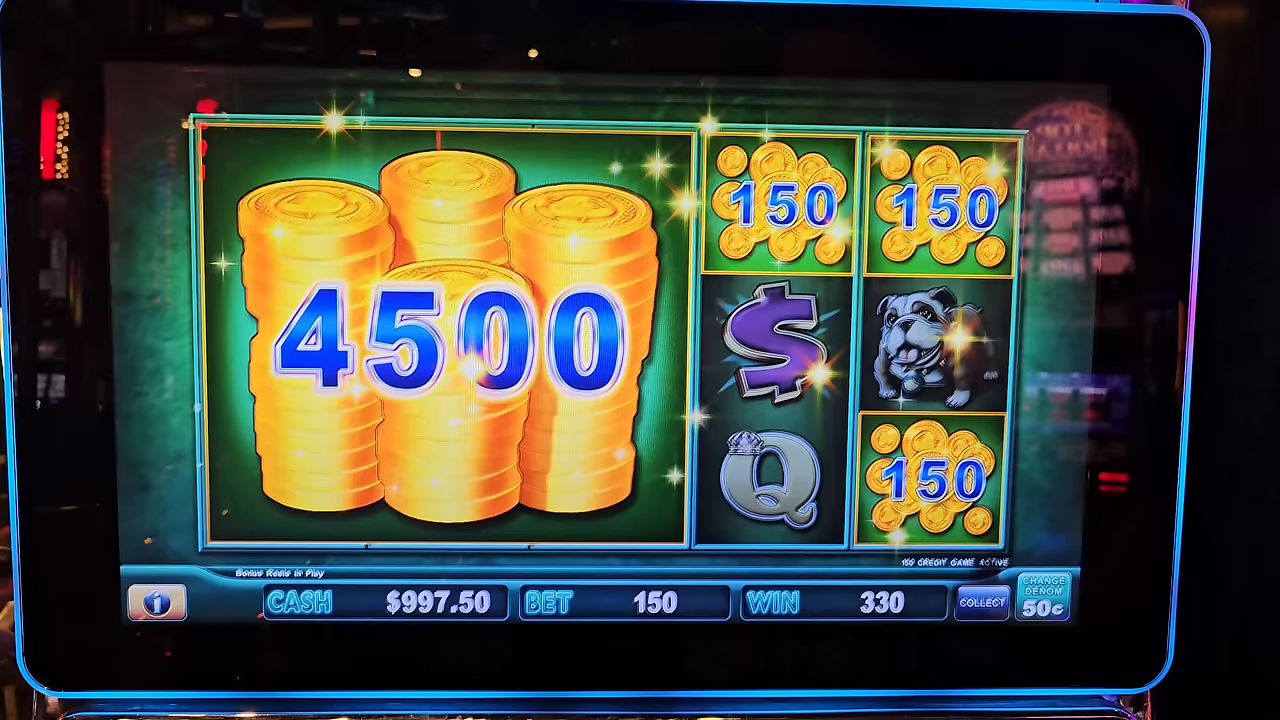 150 150
4500
$
Q
150
150 CREDIT GAME ACTIVE
Bonus Reels in Play
i CASH $997.50 BET 150 WIN 330 COLLECT CHANGE DENOM 50¢